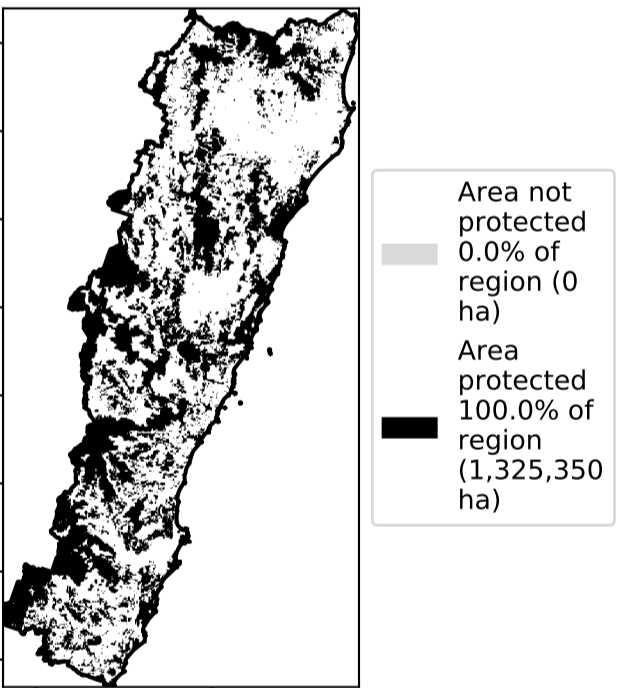 Area not
protected
0.0% of
region (0
ha)
Area
protected
100.0% of
region
(1,325,350
ha)